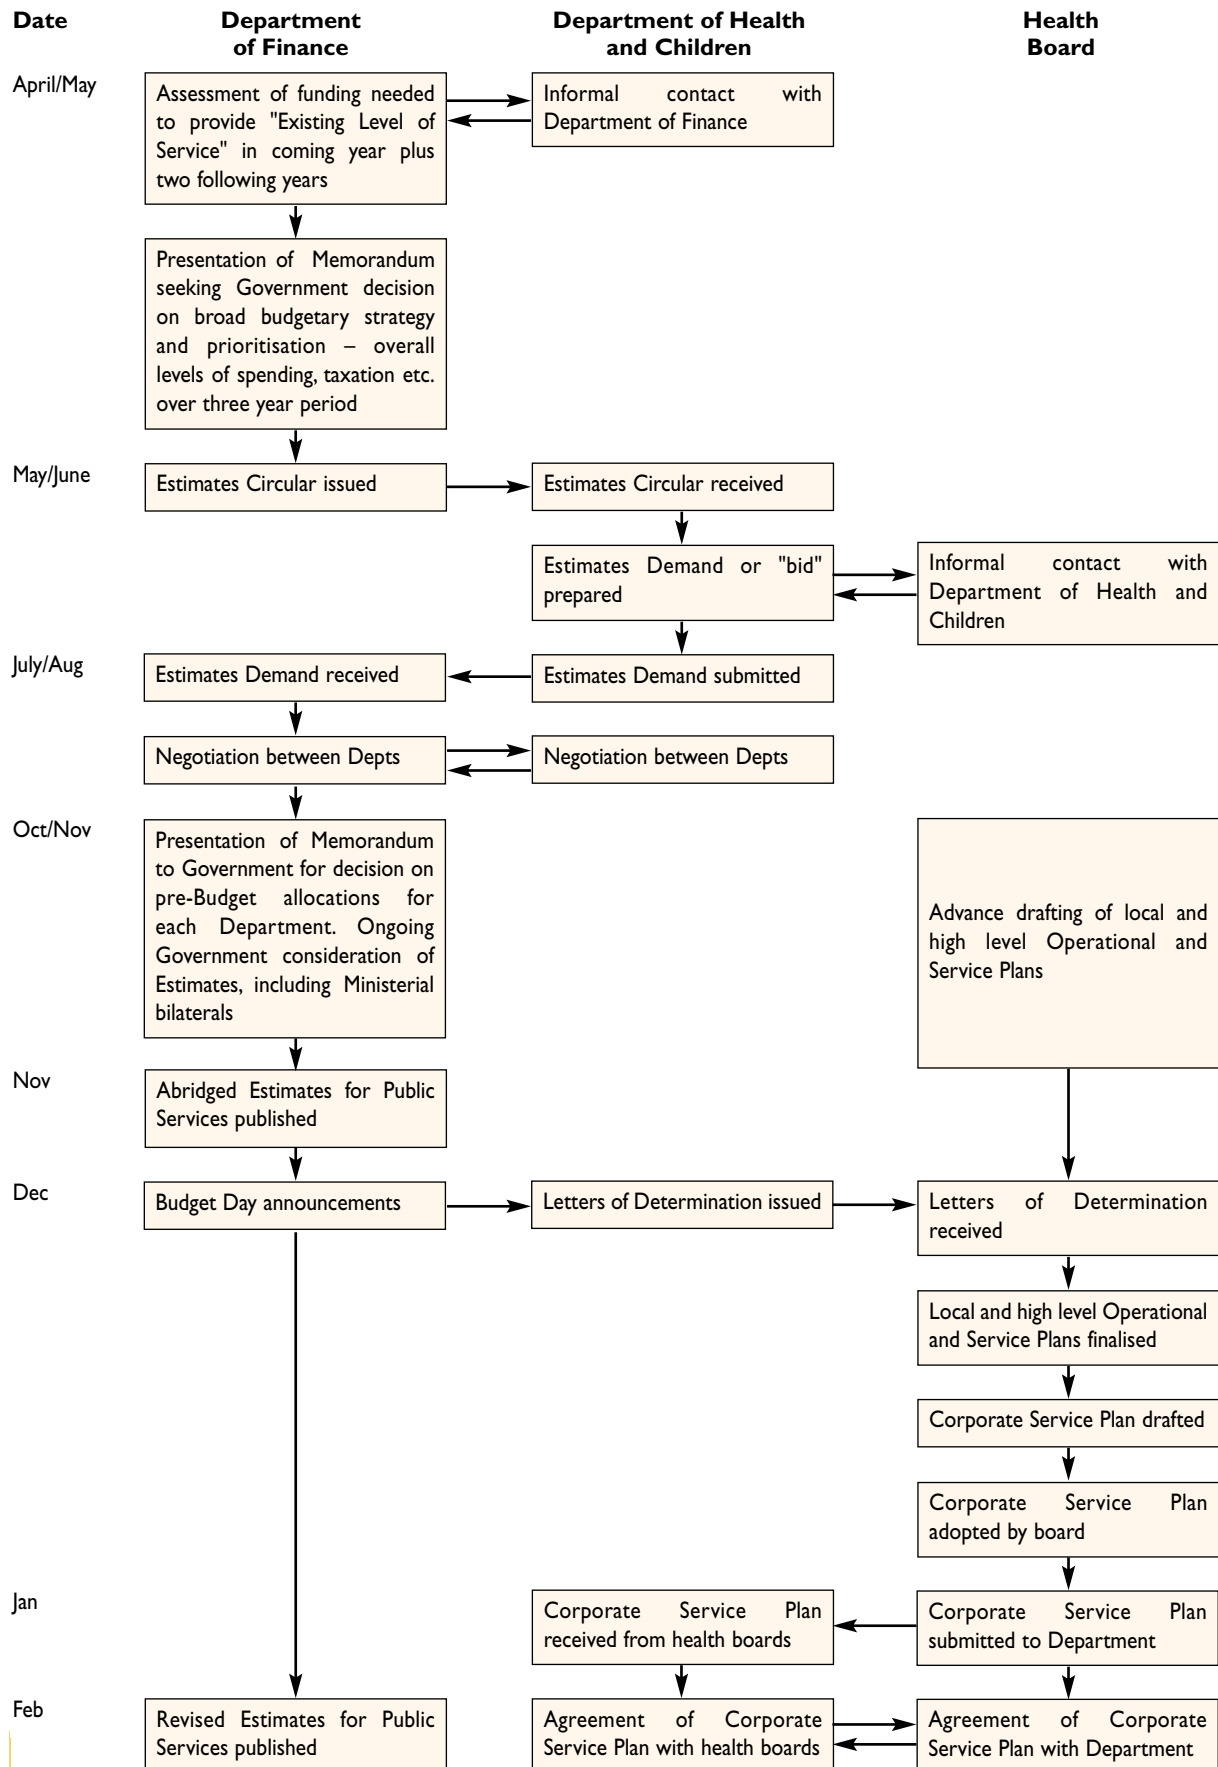 Date
Department
of Finance
Department of Health
and Children
Health
Board
April/May
Assessment of funding needed
to provide "Existing Level of
Service" in coming year plus
two following years
Informal contact with
Department of Finance
Presentation of Memorandum
seeking Government decision
on broad budgetary strategy
and prioritisation – overall
levels of spending, taxation etc.
over three year period
May/June
Estimates Circular issued
Estimates Circular received
Estimates Demand or "bid"
prepared
Informal contact with
Department of Health and
Children
July/Aug
Estimates Demand received
Estimates Demand submitted
Negotiation between Depts
Negotiation between Depts
Oct/Nov
Presentation of Memorandum
to Government for decision on
pre-Budget allocations for
each Department. Ongoing
Government consideration of
Estimates, including Ministerial
bilaterals
Advance drafting of local and
high level Operational and
Service Plans
Nov
Abridged Estimates for Public
Services published
Dec
Budget Day announcements
Letters of Determination issued
Letters of Determination
received
Local and high level Operational
and Service Plans finalised
Corporate Service Plan drafted
Corporate Service Plan
adopted by board
Jan
Corporate Service Plan
received from health boards
Corporate Service Plan
submitted to Department
Feb
Revised Estimates for Public
Services published
Agreement of Corporate
Service Plan with health boards
Agreement of Corporate
Service Plan with Department